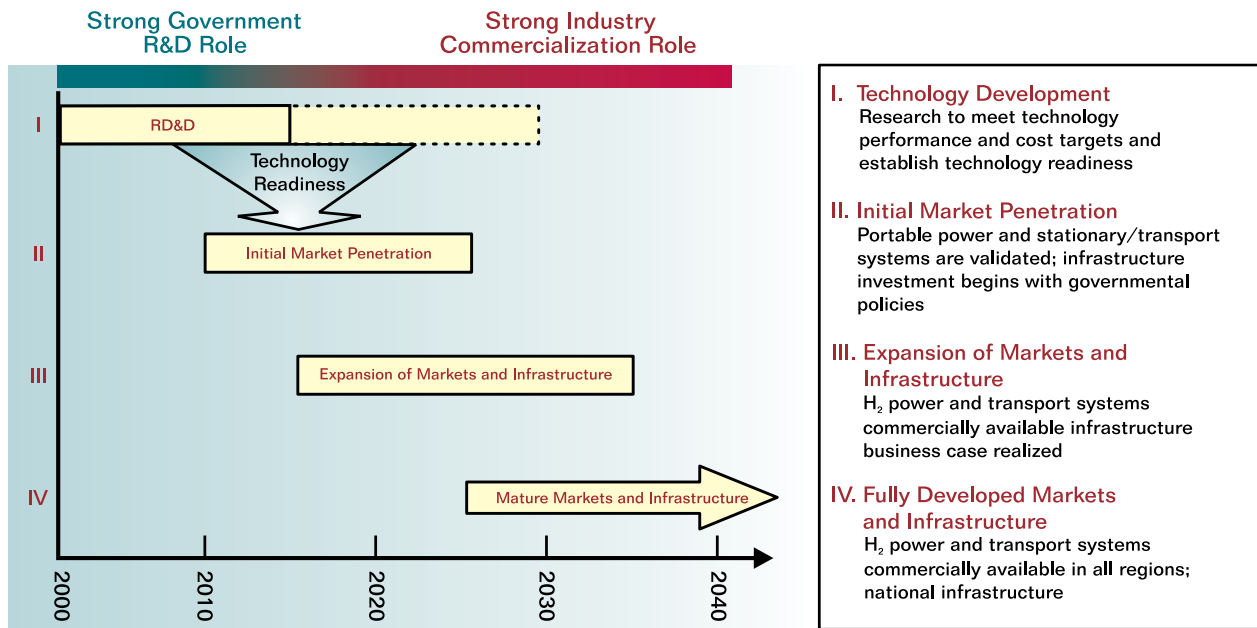 Strong Government
R&D Role
Strong Industry
Commercialization Role
I
RD&D
Technology
Readiness
II
Initial Market Penetration
III
Expansion of Markets and Infrastructure
IV
Mature Markets and Infrastructure
2000
2010
2020
2030
2040
I. Technology Development
Research to meet technology
performance and cost targets and
establish technology readiness
II. Initial Market Penetration
Portable power and stationary/transport
systems are validated; infrastructure
investment begins with governmental
policies
III. Expansion of Markets and
Infrastructure
H₂ power and transport systems
commercially available infrastructure
business case realized
IV. Fully Developed Markets
and Infrastructure
H₂ power and transport systems
commercially available in all regions;
national infrastructure